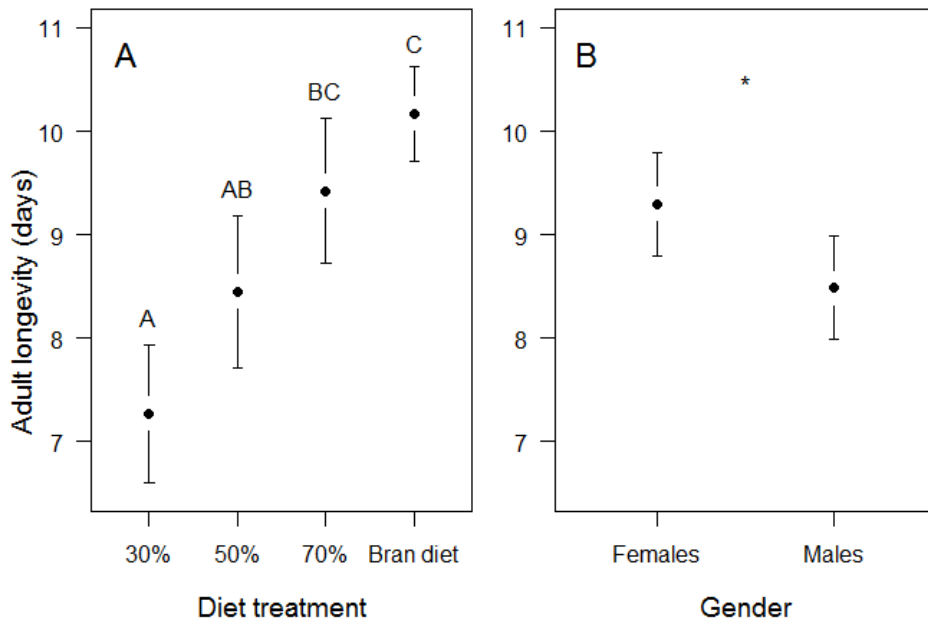 A
B
Adult longevity (days)
11
10
9
8
7
A
AB
BC
C
30%
50%
70%
Bran diet
Diet treatment
11
10
9
8
7
*
Females
Males
Gender